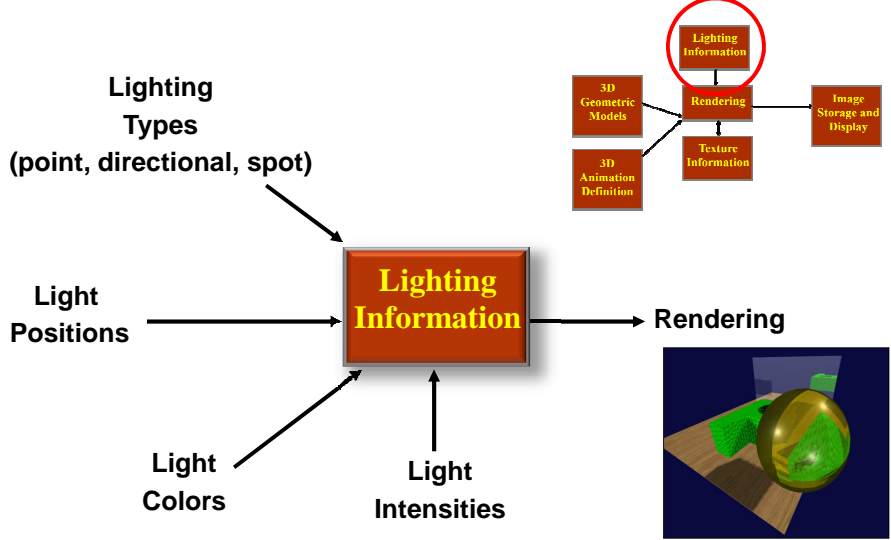 Lighting
Types
(point, directional, spot)
Light
Positions
Light
Colors
Light
Intensities
Lighting
Information
Rendering
Lighting
Information
3D
Geometric
Models
Rendering
Image
Storage and
Display
3D
Animation
Definition
Texture
Information